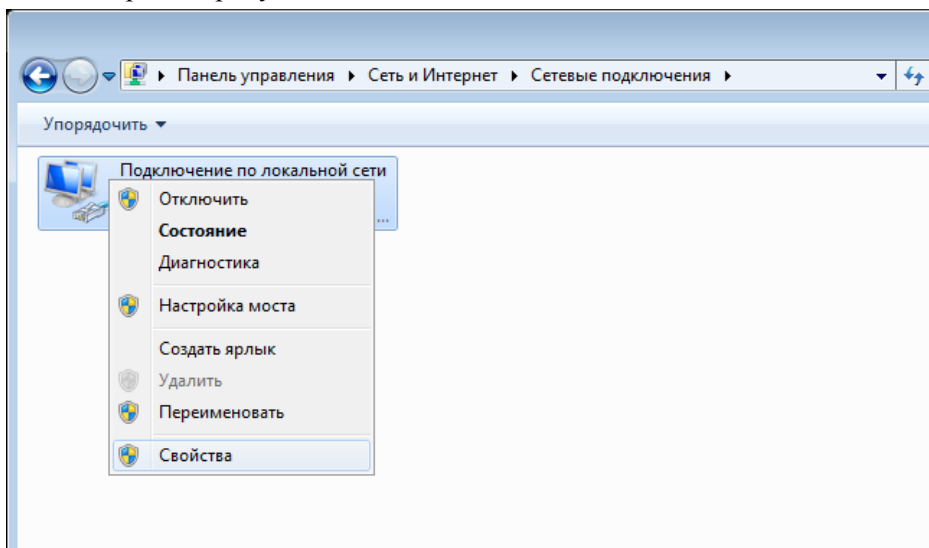 Панель управления ▸ Сеть и Интернет ▸ Сетевые подключения ▸
Упорядочить ▾
Подключение по локальной сети
Отключить
...
Состояние
Диагностика
Настройка моста
Создать ярлык
Удалить
Переименовать
Свойства